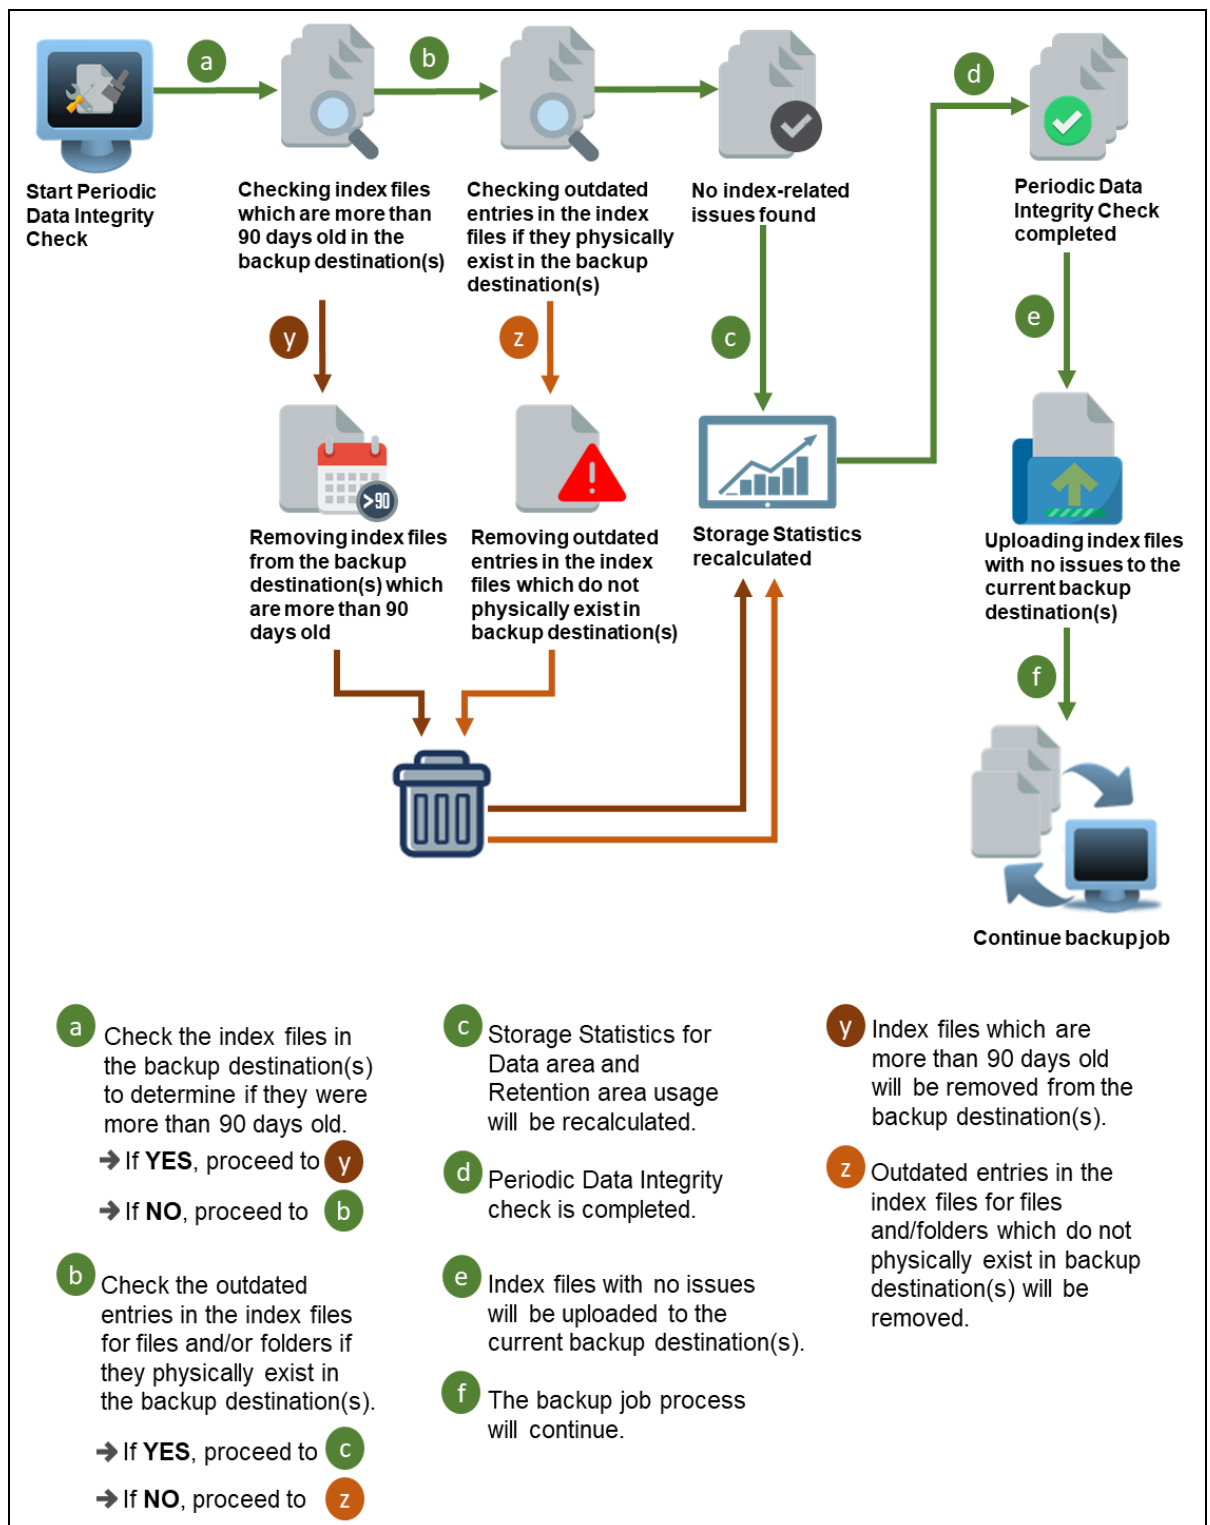 a
b
d
Start Periodic
Data Integrity
Check
Checking index files
which are more than
90 days old in the
backup destination(s)
Checking outdated
entries in the index
files if they physically
exist in the backup
destination(s)
No index-related
issues found
Periodic Data
Integrity Check
completed
y
z
c
e
>90
Removing index files
from the backup
destination(s) which
are more than 90
days old
Removing outdated
entries in the index
files which do not
physically exist in
backup destination(s)
Storage Statistics
recalculated
Uploading index files
with no issues to the
current backup
destination(s)
f
Continue backup job
a
Check the index files in
the backup destination(s)
to determine if they were
more than 90 days old.
➔ If YES, proceed to y
➔ If NO, proceed to b
b
Check the outdated
entries in the index files
for files and/or folders if
they physically exist in
the backup destination(s).
➔ If YES, proceed to c
➔ If NO, proceed to z
c
Storage Statistics for
Data area and
Retention area usage
will be recalculated.
d
Periodic Data Integrity
check is completed.
e
Index files with no issues
will be uploaded to the
current backup destination(s).
f
The backup job process
will continue.
y
Index files which are
more than 90 days old
will be removed from the
backup destination(s).
z
Outdated entries in the
index files for files
and/folders which do not
physically exist in backup
destination(s) will be
removed.